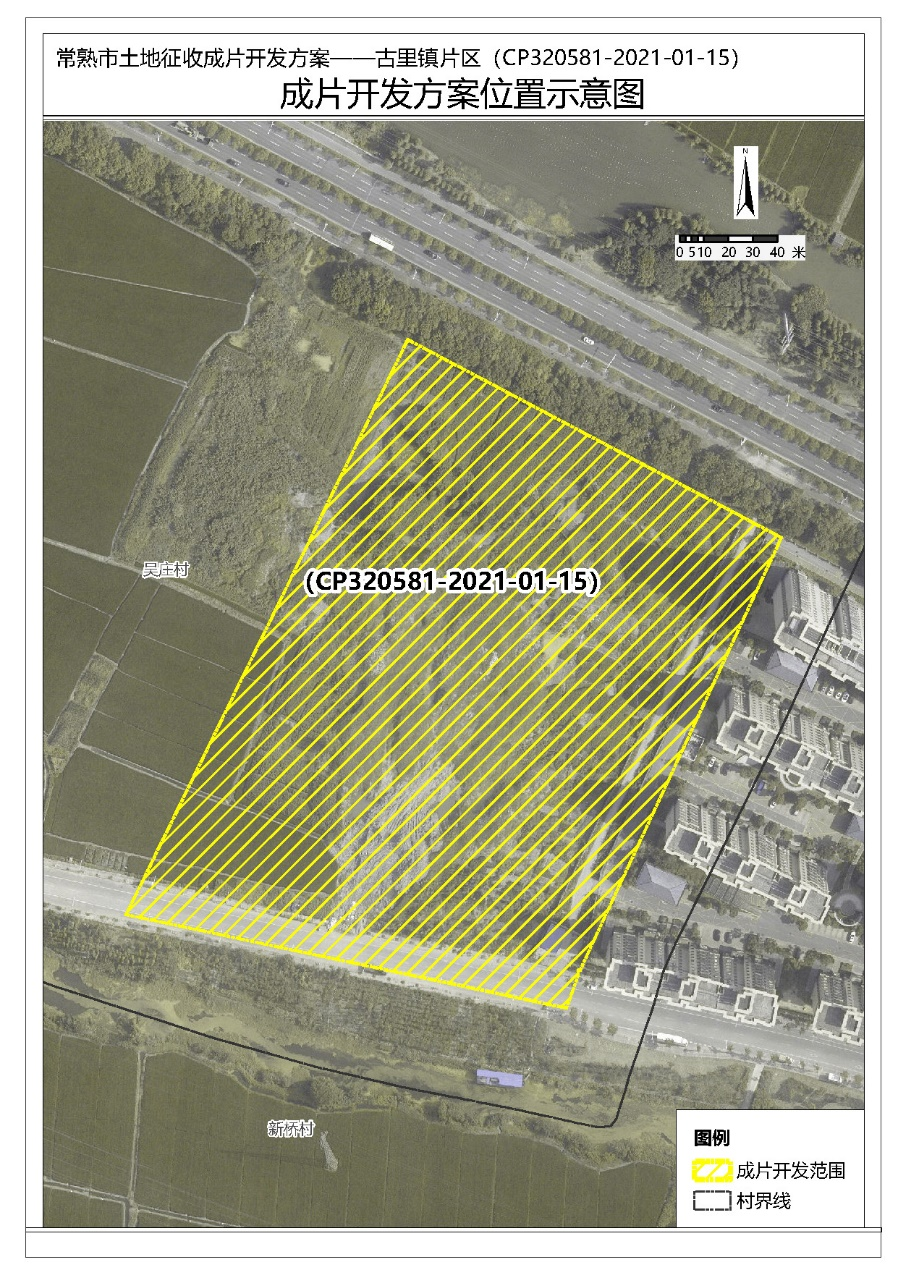 常熟市土地征收成片开发方案——古里镇片区（CP320581-2021-01-15）
成片开发方案位置示意图
N
0 5 10 20 30 40 米
吴庄村
(CP320581-2021-01-15)
新桥村
图例
成片开发范围
村界线